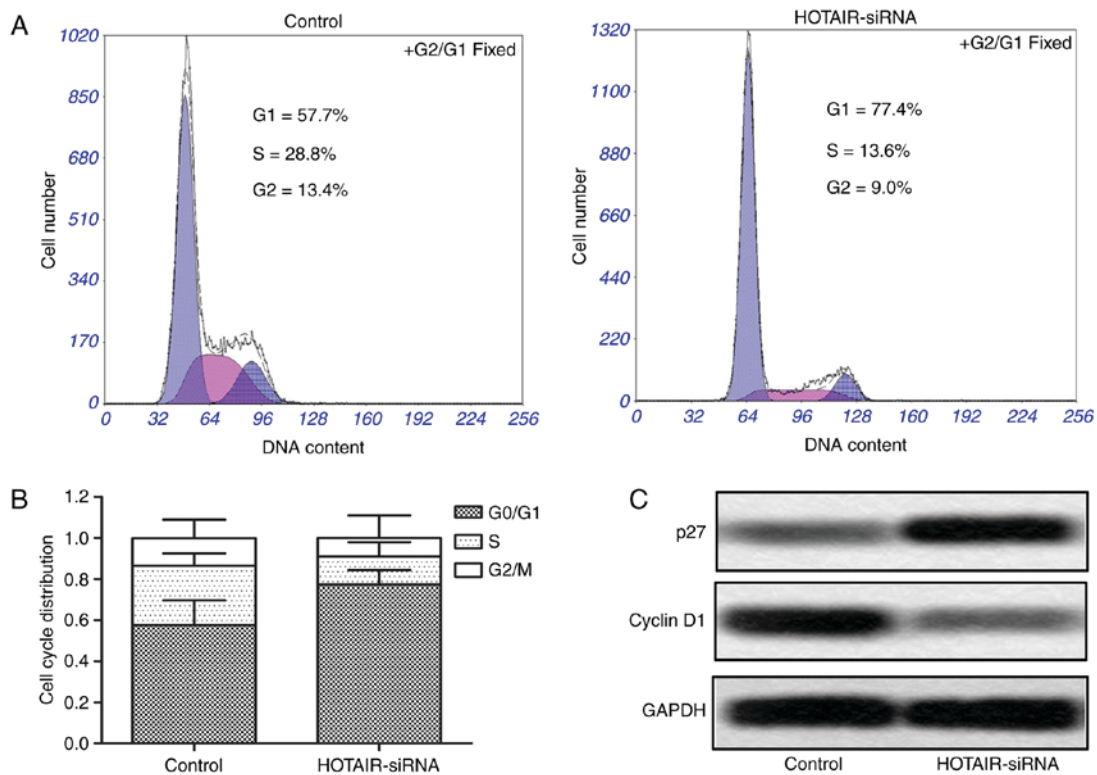 A
Control
1020
850
680
510
340
170
0
+G2/G1 Fixed
G1 = 57.7%
S = 28.8%
G2 = 13.4%
Cell number
0 32 64 96 128 160 192 224 256
DNA content
HOTAIR-siRNA
1320
1100
880
660
440
220
0
+G2/G1 Fixed
G1 = 77.4%
S = 13.6%
G2 = 9.0%
Cell number
0 32 64 96 128 160 192 224 256
DNA content
B
1.2
1.0
0.8
0.6
0.4
0.2
0.0
Cell cycle distribution
G0/G1
S
G2/M
Control HOTAIR-siRNA
C
p27
Cyclin D1
GAPDH
Control HOTAIR-siRNA